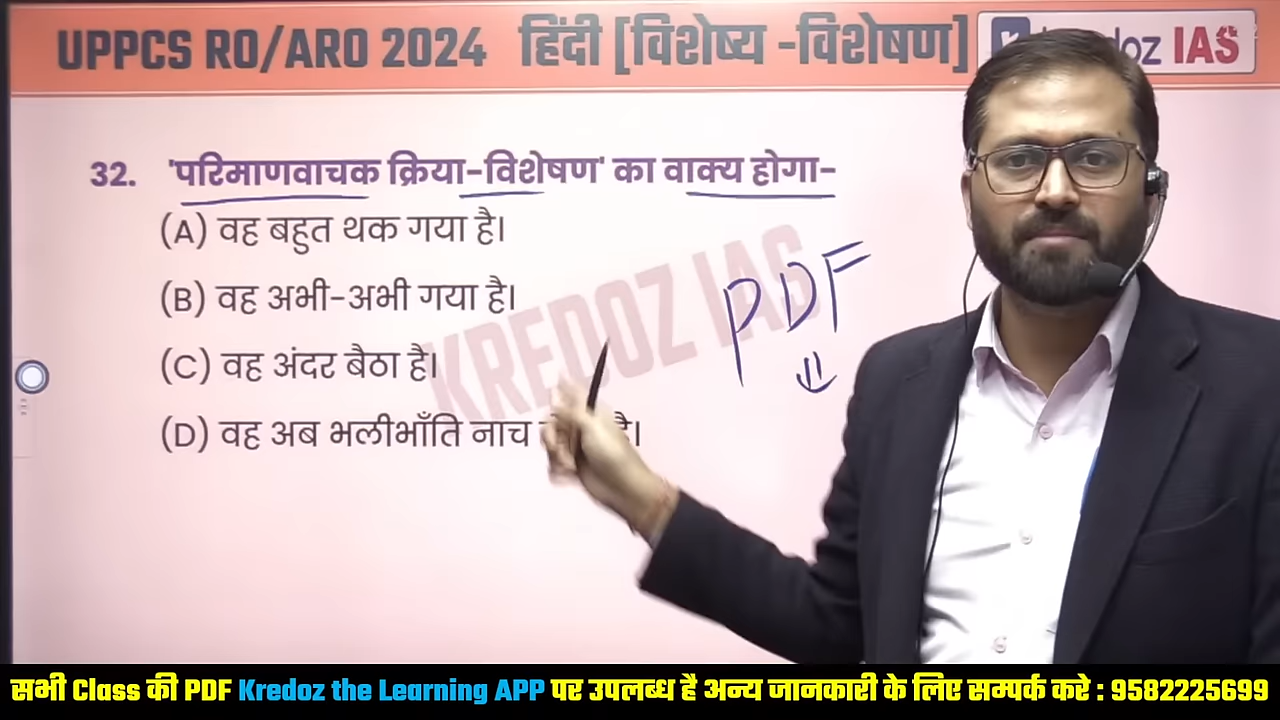 UPPCS RO/ARO 2024 हिंदी [विशेष्य -विशेषण]
oz IAS
32. 'परिमाणवाचक क्रिया-विशेषण' का वाक्य होगा-
(A) वह बहुत थक गया है।
(B) वह अभी-अभी गया है।
(C) वह अंदर बैठा है।
(D) वह अब भलीभाँति नाच है।
KREDOZ IAS
PDF
सभी Class की PDF Kredoz the Learning APP पर उपलब्ध है अन्य जानकारी के लिए सम्पर्क करे : 9582225699